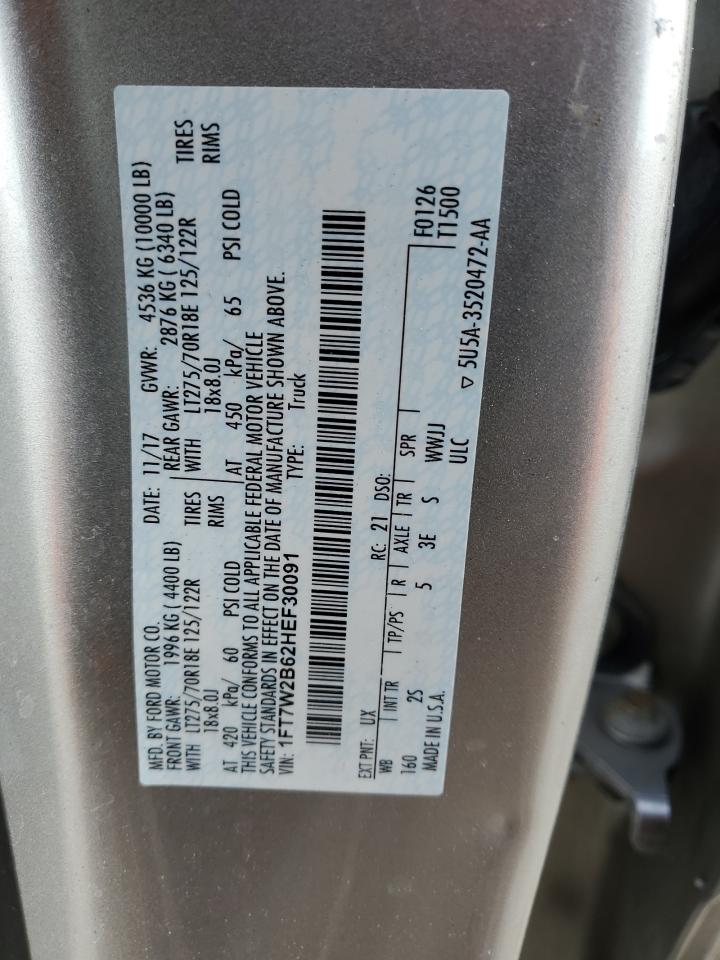 MFD. BY FORD MOTOR CO. DATE: 11/17 GVWR: 4536 KG (10000 LB)
FRONT GAWR: 1996 KG ( 4400 LB) REAR GAWR: 2876 KG ( 6340 LB)
WITH LT275/70R18E 125/122R TIRES WITH LT275/70R18E 125/122R TIRES
18x8.0J RIMS 18x8.0J RIMS
AT 420 kPa/ 60 PSI COLD AT 450 kPa/ 65 PSI COLD
THIS VEHICLE CONFORMS TO ALL APPLICABLE FEDERAL MOTOR VEHICLE
SAFETY STANDARDS IN EFFECT ON THE DATE OF MANUFACTURE SHOWN ABOVE.
VIN: 1FT7W2B62HEF30091 TYPE: Truck
EXT PNT: UX RC: 21 DSO: F0126
WB INT TR TP/PS R AXLE TR SPR T1500
160 2S 5 3E S WWJJ
MADE IN U.S.A. ULC ▽ 5U5A-3520472-AA